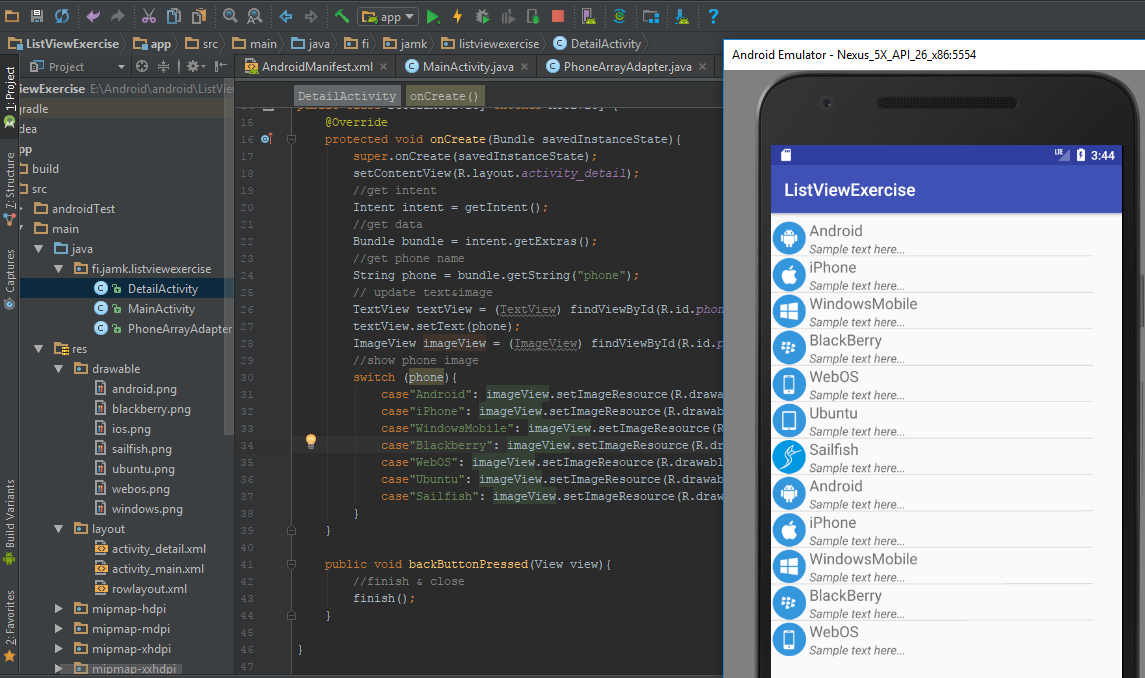 app
ListViewExercise app src main java fi jamk listviewexercise DetailActivity
Android Emulator - Nexus_5X_API_26_x86:5554
Project
AndroidManifest.xml
MainActivity.java
PhoneArrayAdapter.java
1: Project
Z: Structure
Captures
Build Variants
2: Favorites
iewExercise E:\Android\android\ListVie
gradle
dea
pp
build
src
androidTest
main
java
fi.jamk.listviewexercise
DetailActivity
MainActivity
PhoneArrayAdapter
res
drawable
android.png
blackberry.png
ios.png
sailfish.png
ubuntu.png
webos.png
windows.png
layout
activity_detail.xml
activity_main.xml
rowlayout.xml
mipmap-hdpi
mipmap-mdpi
mipmap-xhdpi
mipmap-xxhdpi
DetailActivity
onCreate()
15 @Override
16 protected void onCreate(Bundle savedInstanceState){
17 super.onCreate(savedInstanceState);
18 setContentView(R.layout.activity_detail);
19 //get intent
20 Intent intent = getIntent();
21 //get data
22 Bundle bundle = intent.getExtras();
23 //get phone name
24 String phone = bundle.getString("phone");
25 // update text&image
26 TextView textView = (TextView) findViewById(R.id.phon
27 textView.setText(phone);
28 ImageView imageView = (ImageView) findViewById(R.id.p
29 //show phone image
30 switch (phone){
31 case"Android": imageView.setImageResource(R.drawa
32 case"iPhone": imageView.setImageResource(R.drawab
33 case"WindowsMobile": imageView.setImageResource(R
34 case"Blackberry": imageView.setImageResource(R.dr
35 case"WebOS": imageView.setImageResource(R.drawabl
36 case"Ubuntu": imageView.setImageResource(R.drawab
37 case"Sailfish": imageView.setImageResource(R.draw
38 }
39 }
40
41 public void backButtonPressed(View view){
42 //finish & close
43 finish();
44 }
45
46 }
47
LTE 3:44
ListViewExercise
Android
Sample text here...
iPhone
Sample text here...
WindowsMobile
Sample text here...
BlackBerry
Sample text here...
WebOS
Sample text here...
Ubuntu
Sample text here...
Sailfish
Sample text here...
Android
Sample text here...
iPhone
Sample text here...
WindowsMobile
Sample text here...
BlackBerry
Sample text here...
WebOS
Sample text here...